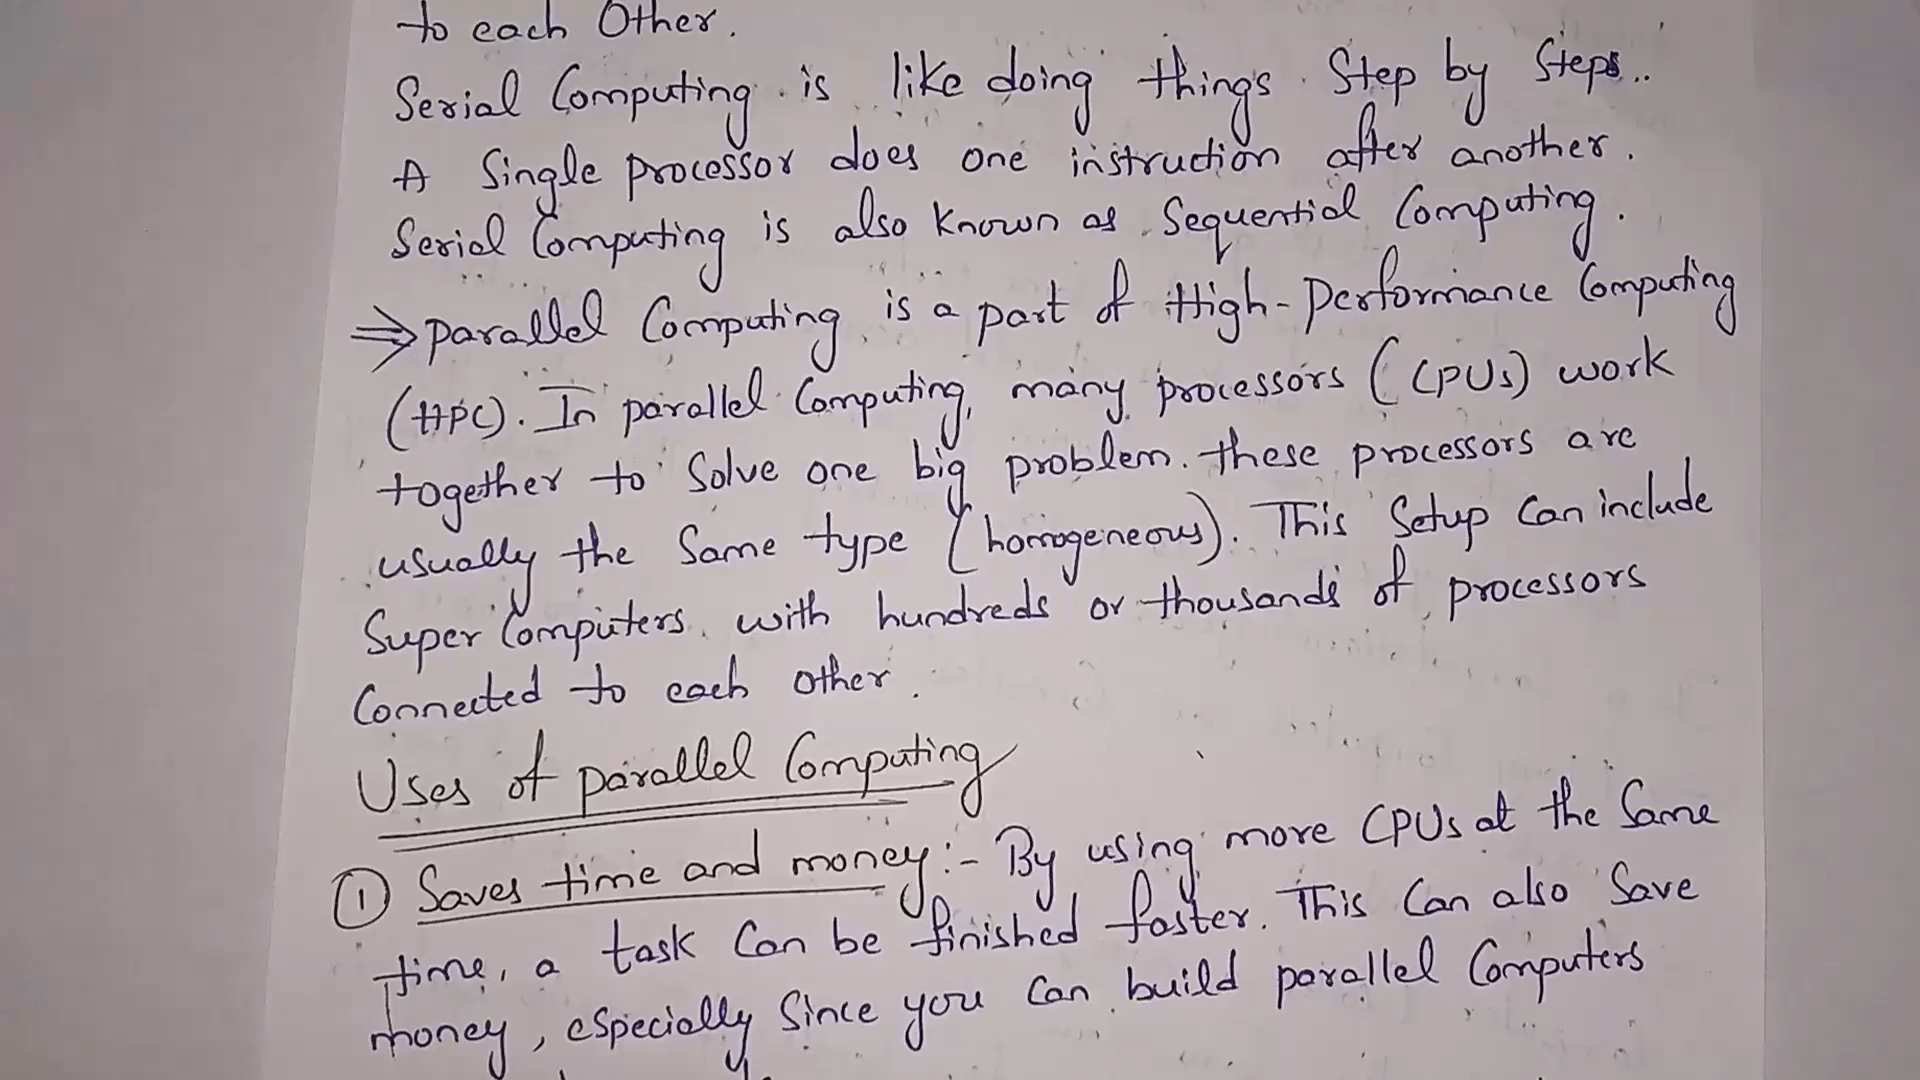 to each Other.
Serial Computing is like doing things Step by Steps..
A Single processor does one instruction after another.
Serial Computing is also known as Sequential Computing.
⇒ parallel Computing is a part of High-Performance Computing
(HPC). In parallel Computing, many processors (CPUs) work
together to Solve one big problem. these processors are
usually the Same type (homogeneous). This Setup Can include
Super Computers with hundreds or thousands of processors
Connected to each other.
Uses of parallel Computing
① Saves time and money:- By using more CPUs at the Same
time, a task Can be finished faster. This Can also Save
money, especially Since you Can build parallel Computers